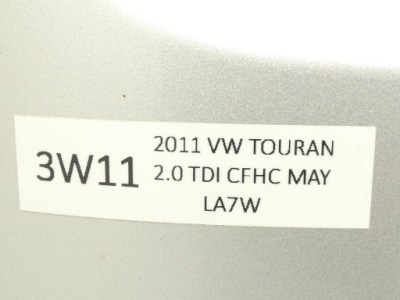 3W11
2011 VW TOURAN
2.0 TDI CFHC MAY
LA7W